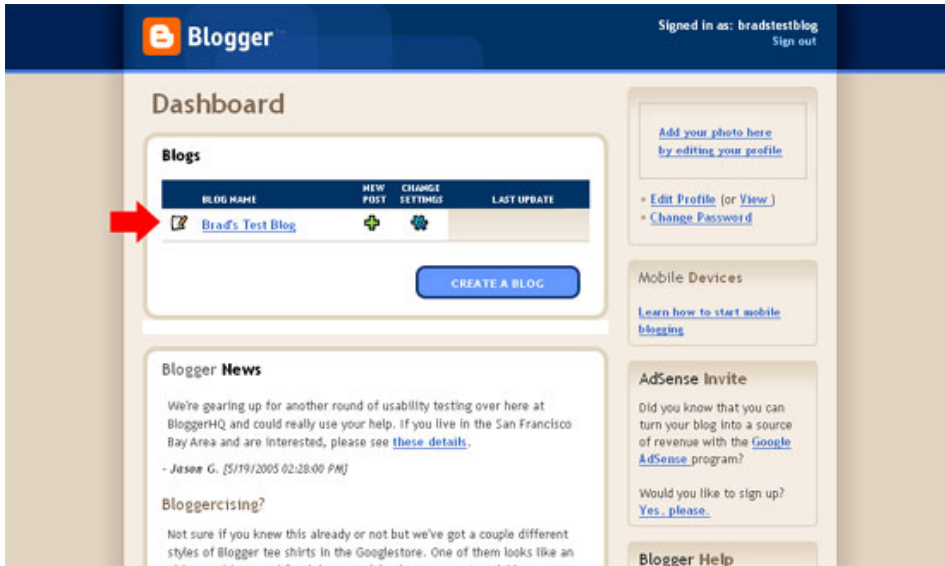 Blogger
Signed in as: bradstestblog
Sign out
Dashboard
Blogs
BLOG NAME
NEW POST
CHANGE SETTINGS
LAST UPDATE
Brad's Test Blog
CREATE A BLOG
Blogger News
We're gearing up for another round of usability testing over here at
BloggerHQ and could really use your help. If you live in the San Francisco
Bay Area and are interested, please see these details.
- Jason G. [5/19/2005 02:28:00 PM]
Bloggercising?
Not sure if you knew this already or not but we've got a couple different
styles of Blogger tee shirts in the Googlestore. One of them looks like an
Add your photo here
by editing your profile
Edit Profile (or View )
Change Password
Mobile Devices
Learn how to start mobile
blogging
AdSense Invite
Did you know that you can
turn your blog into a source
of revenue with the Google
AdSense program?
Would you like to sign up?
Yes, please.
Blogger Help